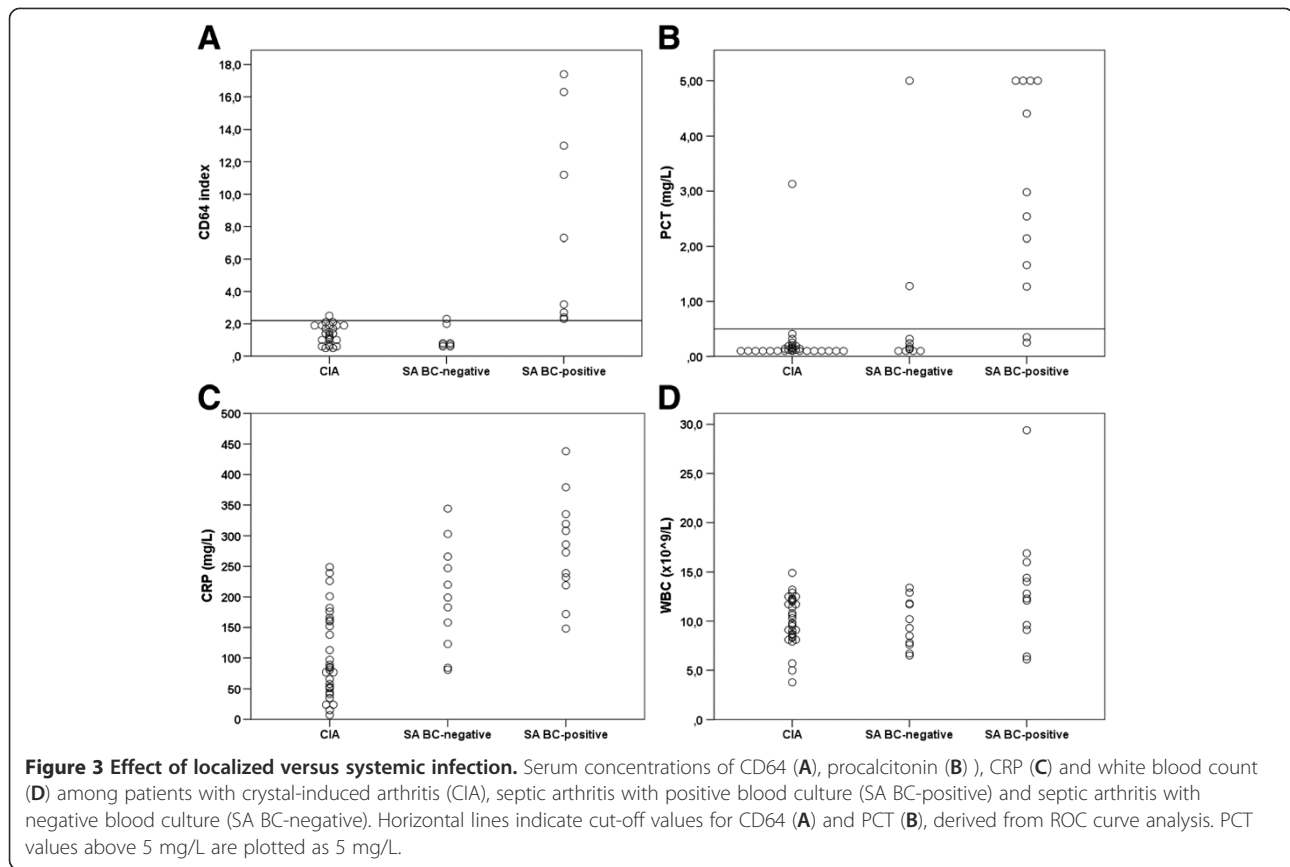 A
18,0
16,0
14,0
12,0
10,0
8,0
6,0
4,0
2,0
,0
CD64 index
CIA
SA BC-negative
SA BC-positive
B
5,00
4,00
3,00
2,00
1,00
,00
PCT (mg/L)
CIA
SA BC-negative
SA BC-positive
C
500
450
400
350
300
250
200
150
100
50
0
CRP (mg/L)
CIA
SA BC-negative
SA BC-positive
D
30,0
25,0
20,0
15,0
10,0
5,0
,0
WBC (x10^9/L)
CIA
SA BC-negative
SA BC-positive
Figure 3 Effect of localized versus systemic infection. Serum concentrations of CD64 (A), procalcitonin (B) ), CRP (C) and white blood count
(D) among patients with crystal-induced arthritis (CIA), septic arthritis with positive blood culture (SA BC-positive) and septic arthritis with
negative blood culture (SA BC-negative). Horizontal lines indicate cut-off values for CD64 (A) and PCT (B), derived from ROC curve analysis. PCT
values above 5 mg/L are plotted as 5 mg/L.